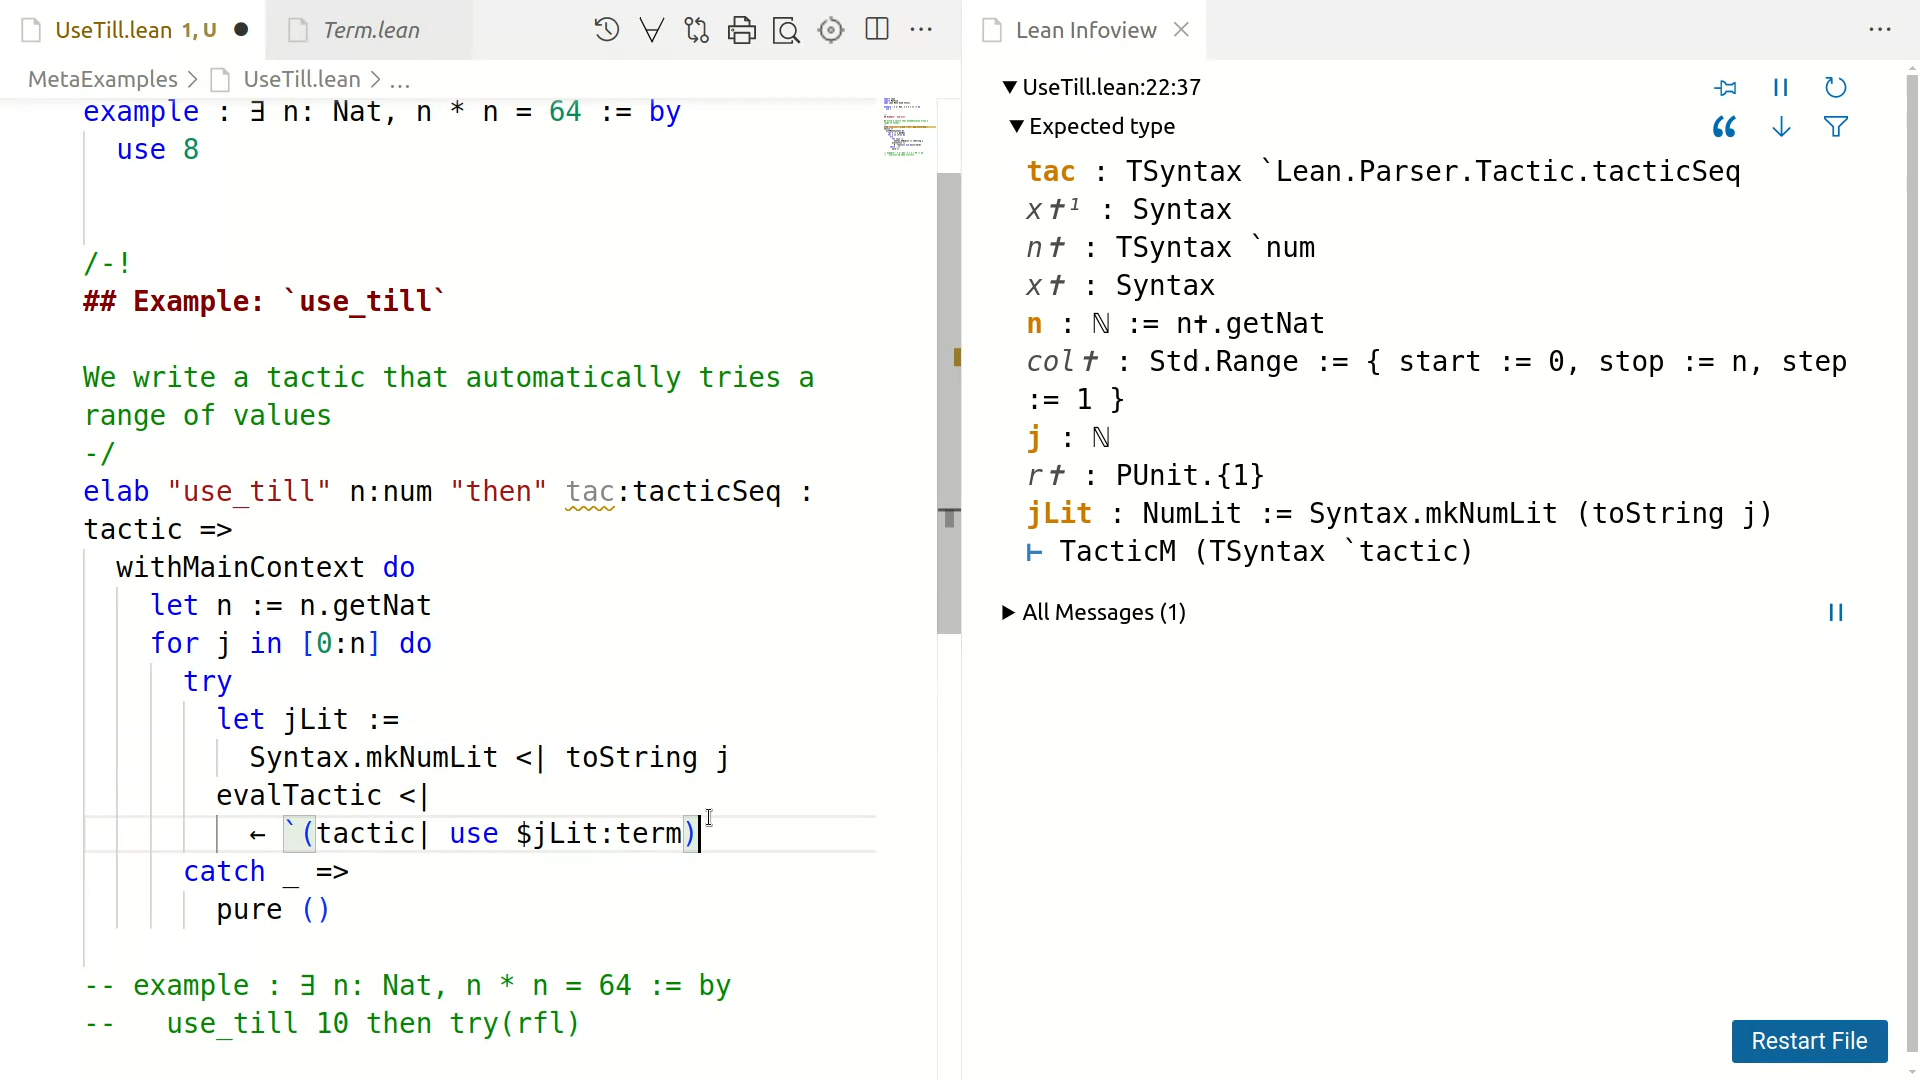 UseTill.lean 1, U
Term.lean
MetaExamples > UseTill.lean > ...
example : ∃ n: Nat, n * n = 64 := by
use 8
/-!
## Example: `use_till`
We write a tactic that automatically tries a
range of values
-/
elab "use_till" n:num "then" tac:tacticSeq :
tactic =>
withMainContext do
let n := n.getNat
for j in [0:n] do
try
let jLit :=
Syntax.mkNumLit <| toString j
evalTactic <|
← `(tactic| use $jLit:term)
catch _ =>
pure ()
-- example : ∃ n: Nat, n * n = 64 := by
--   use_till 10 then try(rfl)
Lean Infoview
UseTill.lean:22:37
Expected type
tac : TSyntax `Lean.Parser.Tactic.tacticSeq
x✝¹ : Syntax
n✝ : TSyntax `num
x✝ : Syntax
n : ℕ := n✝.getNat
col✝ : Std.Range := { start := 0, stop := n, step
:= 1 }
j : ℕ
r✝ : PUnit.{1}
jLit : NumLit := Syntax.mkNumLit (toString j)
⊢ TacticM (TSyntax `tactic)
All Messages (1)
Restart File